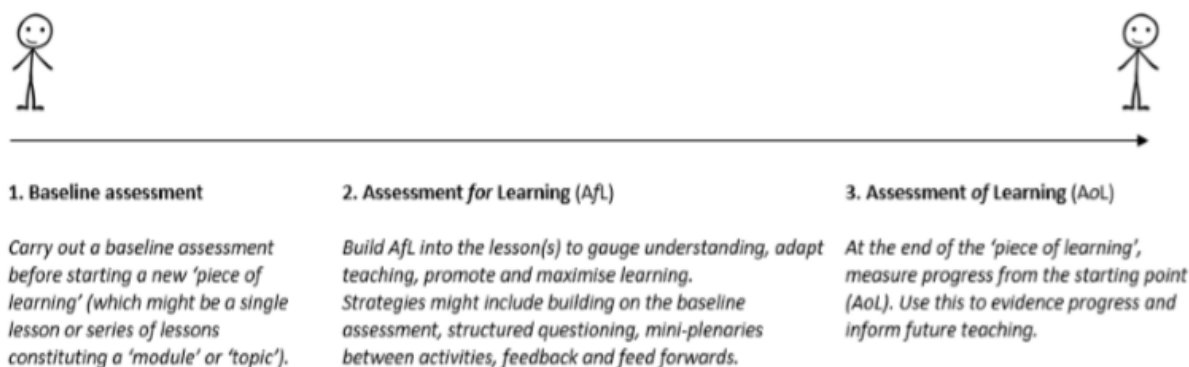 1. Baseline assessment
Carry out a baseline assessment
before starting a new ‘piece of
learning’ (which might be a single
lesson or series of lessons
constituting a ‘module’ or ‘topic’).
2. Assessment for Learning (AfL)
Build AfL into the lesson(s) to gauge understanding, adapt
teaching, promote and maximise learning.
Strategies might include building on the baseline
assessment, structured questioning, mini-plenaries
between activities, feedback and feed forwards.
3. Assessment of Learning (AoL)
At the end of the ‘piece of learning’,
measure progress from the starting point
(AoL). Use this to evidence progress and
inform future teaching.